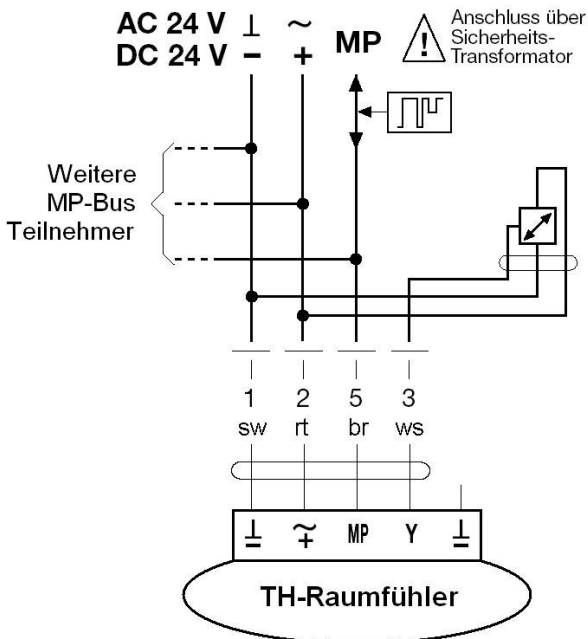 AC 24 V ⊥ ~
DC 24 V − +
MP
Anschluss über
Sicherheits-
Transformator
!
Weitere
MP-Bus
Teilnehmer
1 2 5 3
sw rt br ws
MP Y
TH-Raumfühler